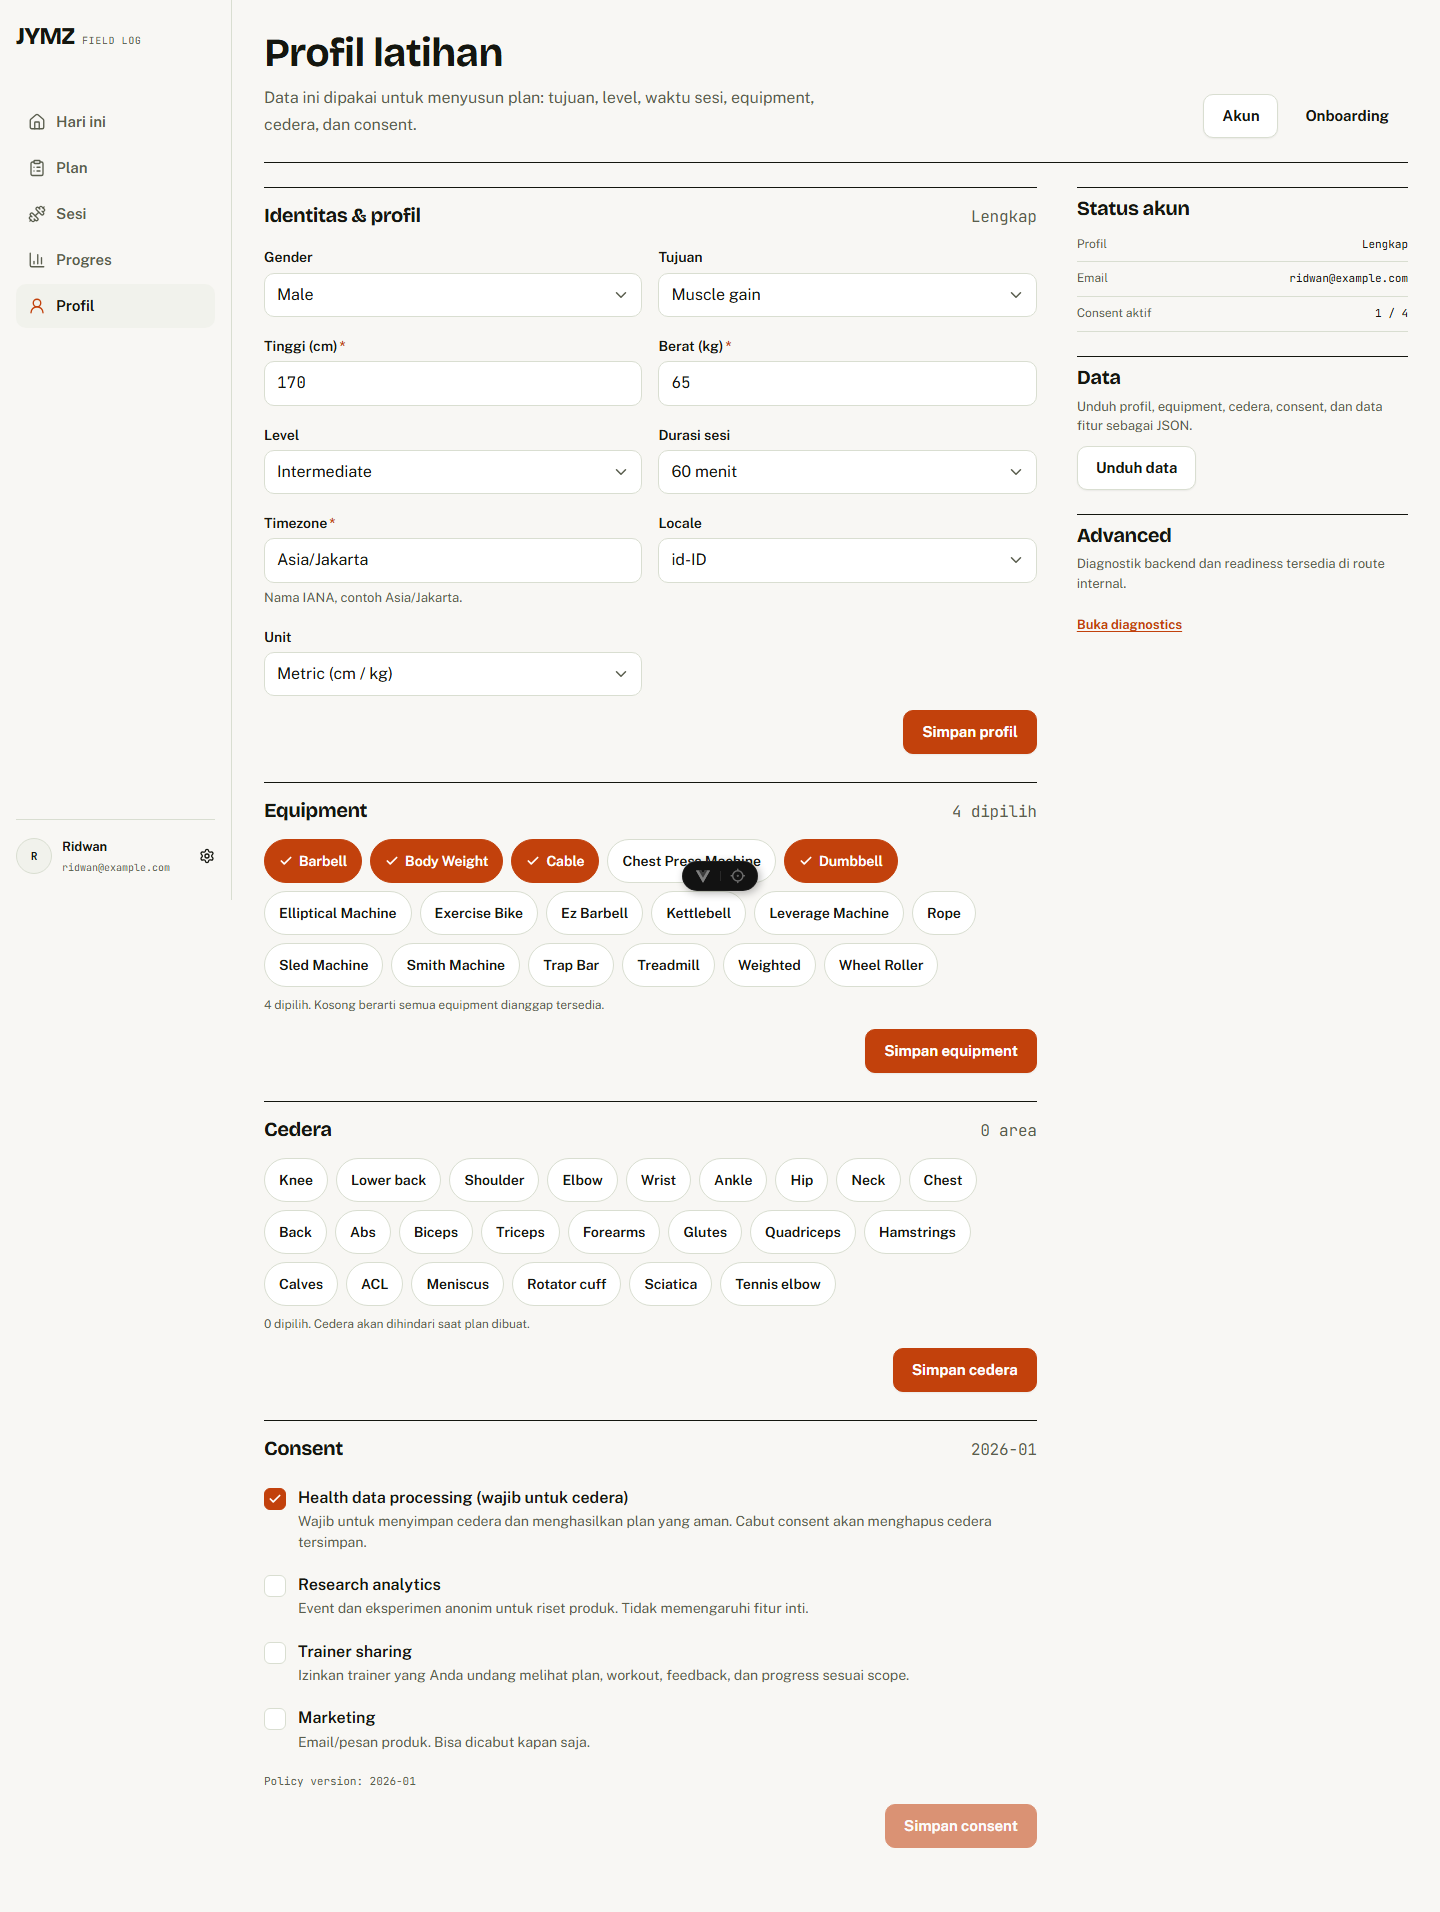 JYMZ FIELD LOG
Hari ini
Plan
Sesi
Progres
Profil
R
Ridwan
ridwan@example.com
Profil latihan
Data ini dipakai untuk menyusun plan: tujuan, level, waktu sesi, equipment,
cedera, dan consent.
Akun
Onboarding
Identitas & profil
Lengkap
Gender
Tujuan
Male
Muscle gain
Tinggi (cm) *
Berat (kg) *
170
65
Level
Durasi sesi
Intermediate
60 menit
Timezone *
Locale
Asia/Jakarta
id-ID
Nama IANA, contoh Asia/Jakarta.
Unit
Metric (cm / kg)
Simpan profil
Equipment
4 dipilih
Barbell
Body Weight
Cable
Chest Press Machine
Dumbbell
Elliptical Machine
Exercise Bike
Ez Barbell
Kettlebell
Leverage Machine
Rope
Sled Machine
Smith Machine
Trap Bar
Treadmill
Weighted
Wheel Roller
4 dipilih. Kosong berarti semua equipment dianggap tersedia.
Simpan equipment
Cedera
0 area
Knee
Lower back
Shoulder
Elbow
Wrist
Ankle
Hip
Neck
Chest
Back
Abs
Biceps
Triceps
Forearms
Glutes
Quadriceps
Hamstrings
Calves
ACL
Meniscus
Rotator cuff
Sciatica
Tennis elbow
0 dipilih. Cedera akan dihindari saat plan dibuat.
Simpan cedera
Consent
2026-01
Health data processing (wajib untuk cedera)
Wajib untuk menyimpan cedera dan menghasilkan plan yang aman. Cabut consent akan menghapus cedera
tersimpan.
Research analytics
Event dan eksperimen anonim untuk riset produk. Tidak memengaruhi fitur inti.
Trainer sharing
Izinkan trainer yang Anda undang melihat plan, workout, feedback, dan progress sesuai scope.
Marketing
Email/pesan produk. Bisa dicabut kapan saja.
Policy version: 2026-01
Simpan consent
Status akun
Profil
Lengkap
Email
ridwan@example.com
Consent aktif
1 / 4
Data
Unduh profil, equipment, cedera, consent, dan data
fitur sebagai JSON.
Unduh data
Advanced
Diagnostik backend dan readiness tersedia di route
internal.
Buka diagnostics